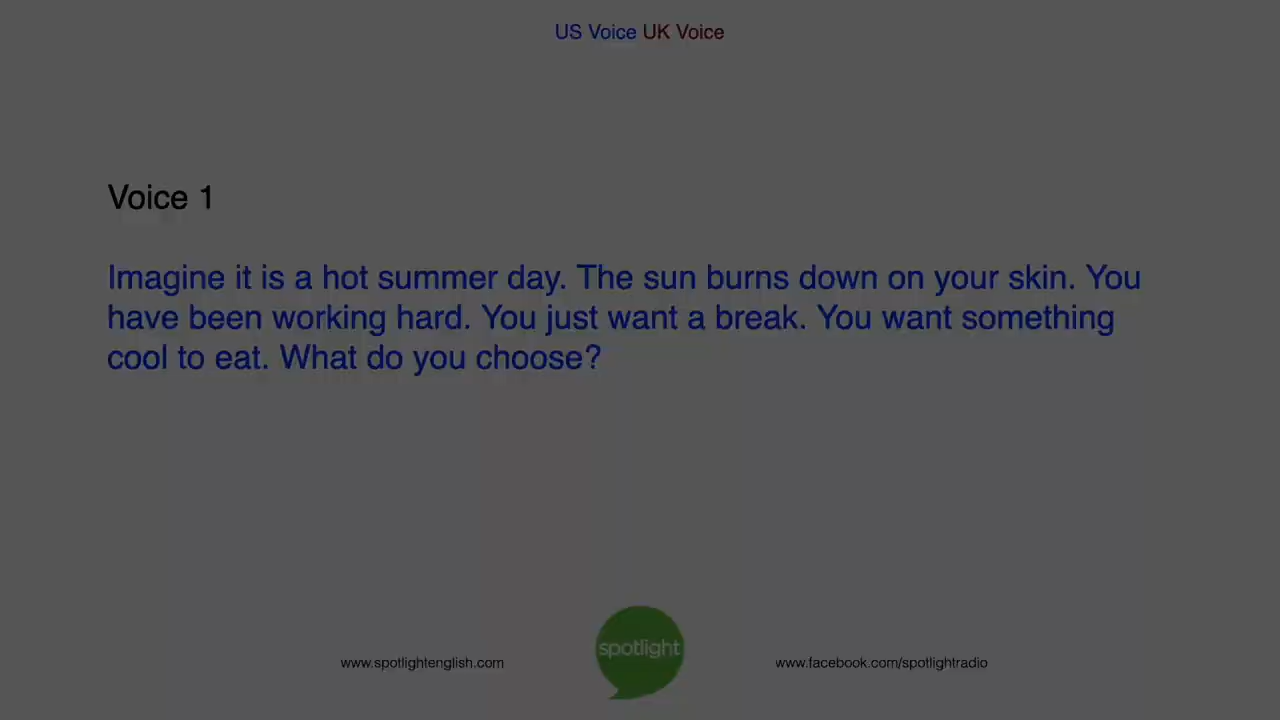 US Voice UK Voice
Voice 1
Imagine it is a hot summer day. The sun burns down on your skin. You
have been working hard. You just want a break. You want something
cool to eat. What do you choose?
spotlight
www.spotlightenglish.com
www.facebook.com/spotlightradio